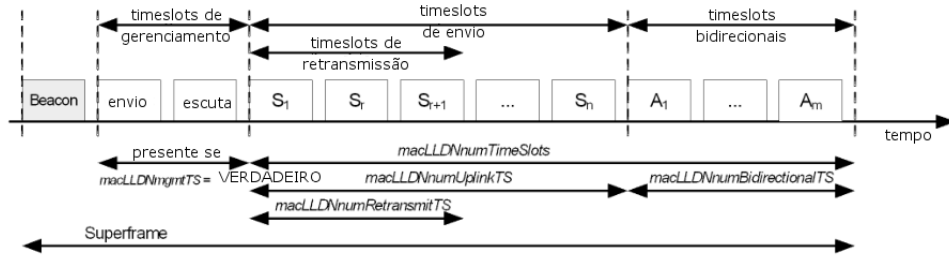 timeslots de
gerenciamento
timeslots
de envio
timeslots
bidirecionais
timeslots de
retransmissão
Beacon
envio
escuta
S1
Sr
Sr+1
...
Sn
A1
...
Am
tempo
presente se
macLLDNmgmtTS = VERDADEIRO
macLLDNnumTimeSlots
macLLDNnumUplinkTS
macLLDNnumBidirectionalTS
macLLDNnumRetransmitTS
Superframe